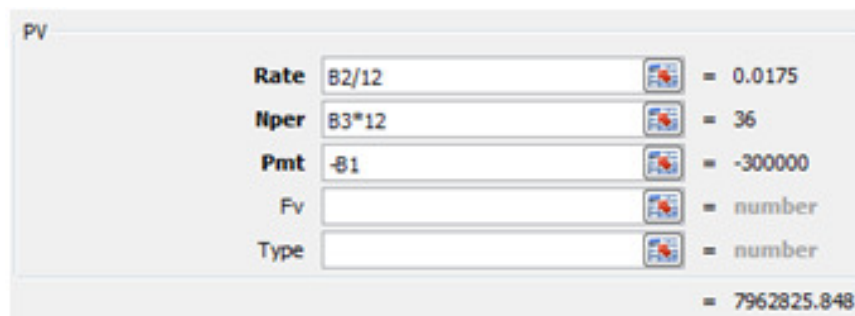 PV
Rate B2/12 = 0.0175
Nper B3*12 = 36
Pmt -B1 = -300000
Fv = number
Type = number
= 7962825.848